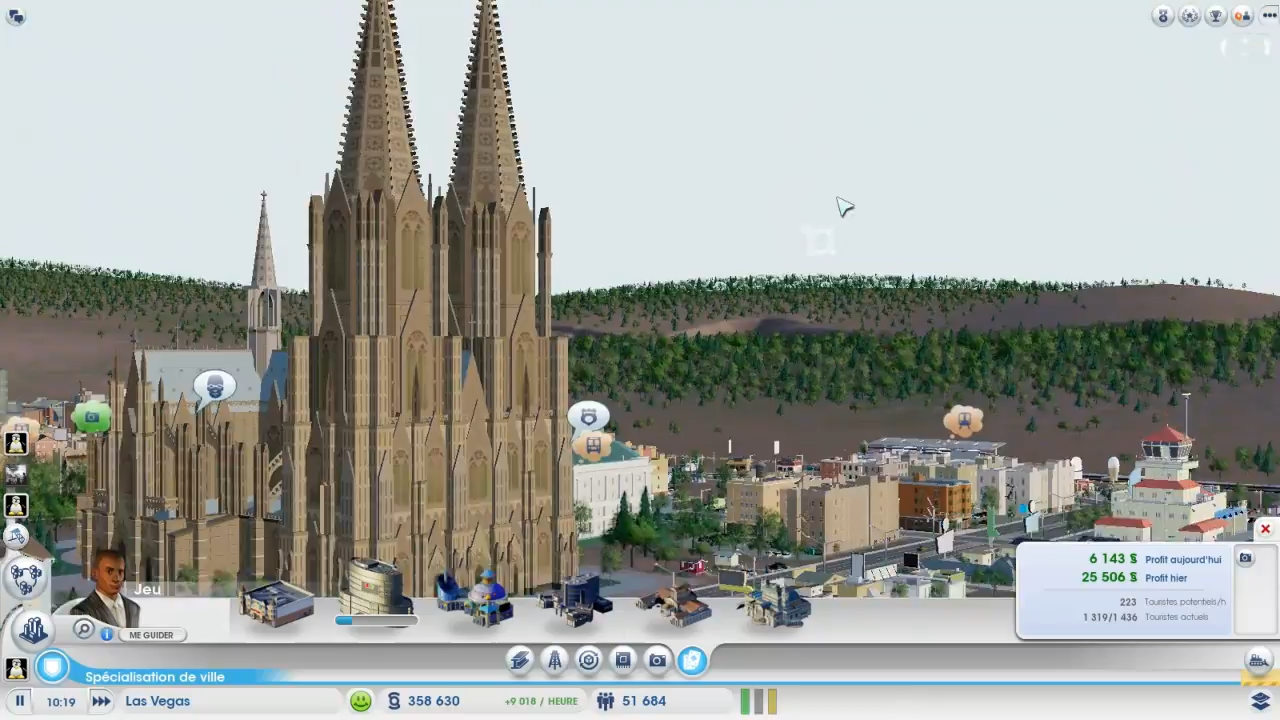 6 143 $ Profit aujourd'hui
25 506 $ Profit hier
223 Touristes potentiels/h
1 319/1 436 Touristes actuels
Jeu
ME GUIDER
Spécialisation de ville
10:19 Las Vegas 358 630 +9 018 / HEURE 51 684